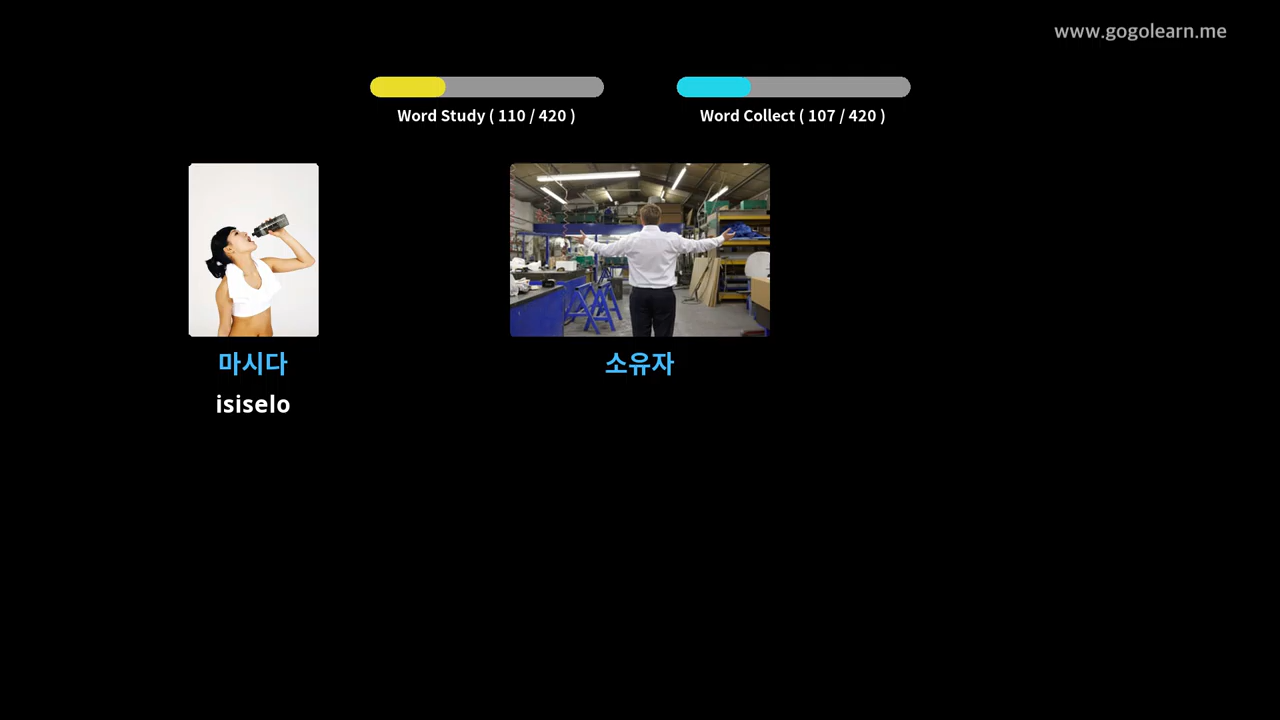 www.gogolearn.me
Word Study ( 110 / 420 )
Word Collect ( 107 / 420 )
마시다
소유자
isiselo